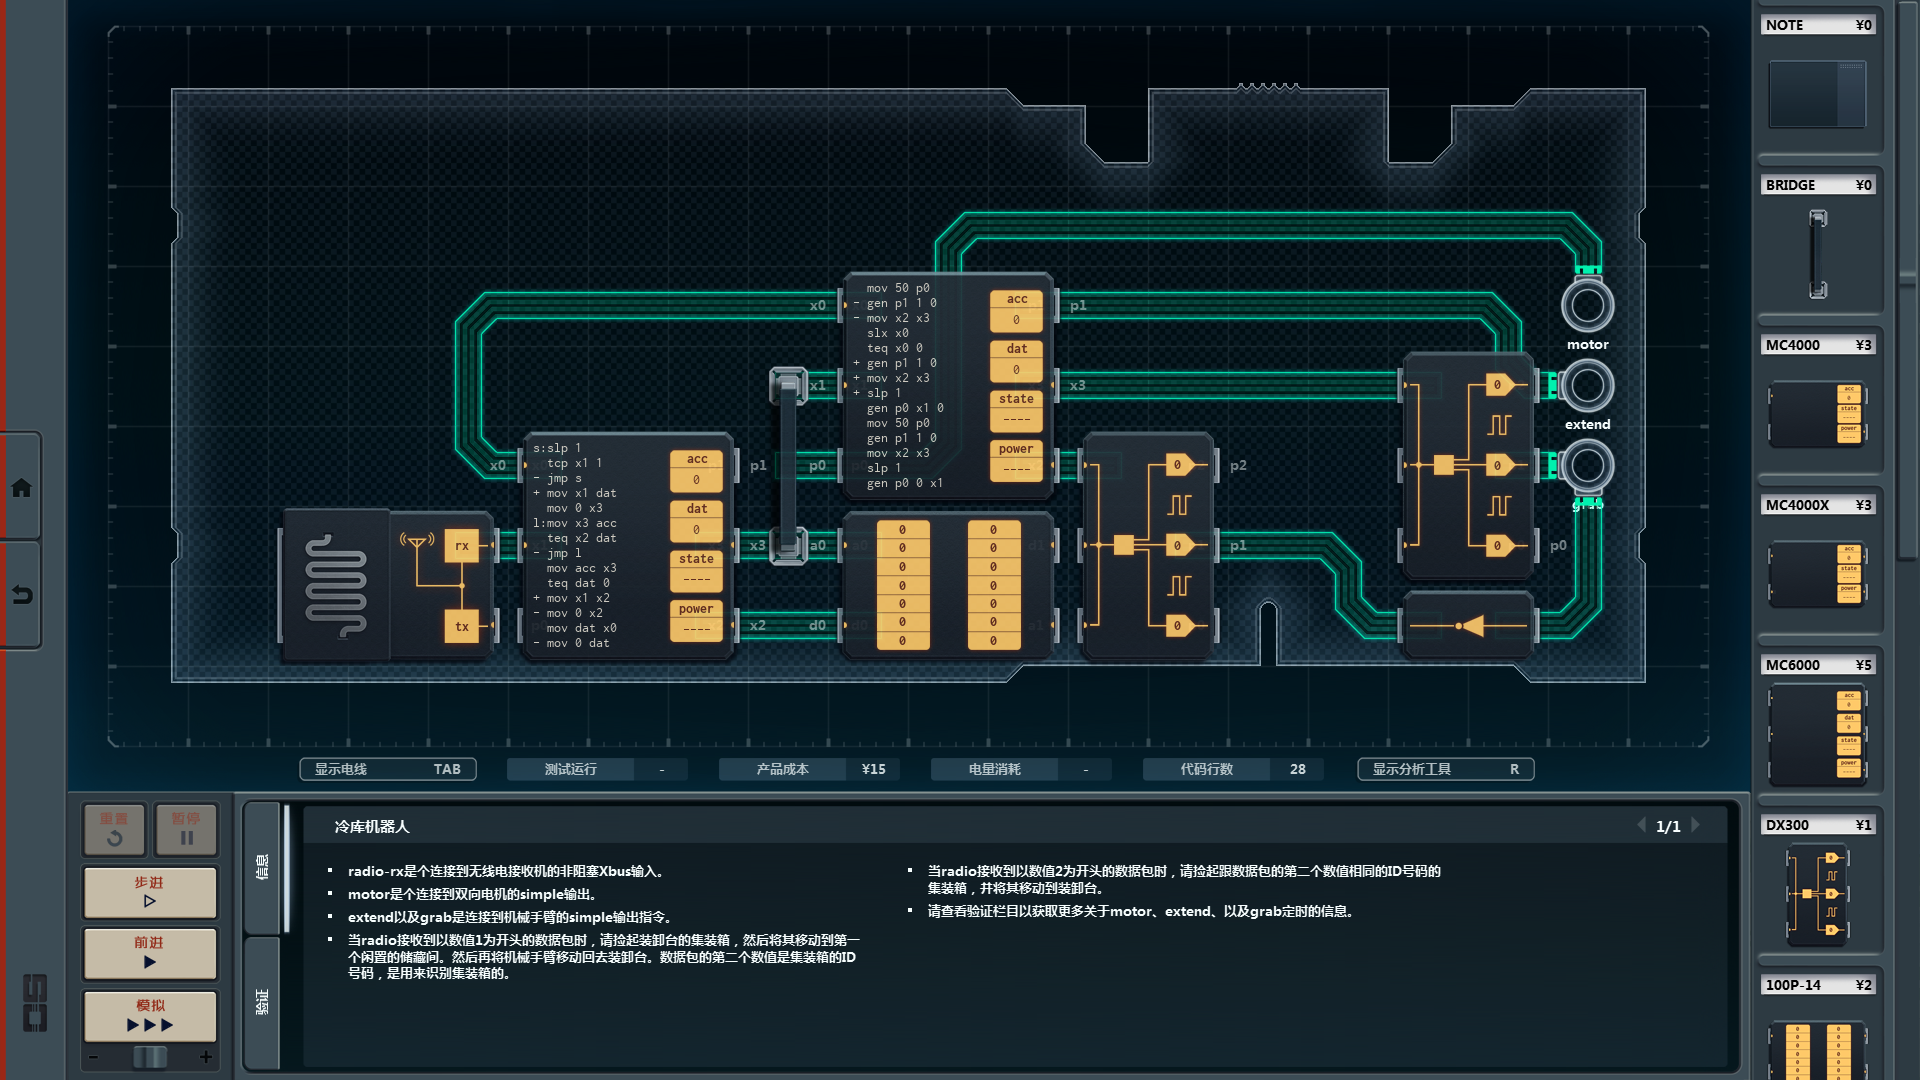 NOTE ¥0
BRIDGE ¥0
MC4000 ¥3
MC4000X ¥3
MC6000 ¥5
DX300 ¥1
100P-14 ¥2
mov 50 p0
- gen p1 1 0
- mov x2 x3
slx x0
teq x0 0
+ gen p1 1 0
+ mov x2 x3
+ slp 1
gen p0 x1 0
mov 50 p0
gen p1 1 0
mov x2 x3
slp 1
gen p0 0 x1
acc
0
dat
0
state
----
power
----
x0
x1
p0
p1
x3
motor
extend
s:slp 1
tcp x1 1
- jmp s
+ mov x1 dat
mov 0 x3
l:mov x3 acc
teq x2 dat
- jmp l
mov acc x3
teq dat 0
+ mov x1 x2
- mov 0 x2
mov dat x0
- mov 0 dat
acc
0
dat
0
state
----
power
----
x0
p1
x3
x2
a0
d0
rx
tx
0 0
0 0
0 0
0 0
0 0
0 0
0 0
0
0
0
p2
p1
0
0
0
p0
显示电线 TAB
测试运行 -
产品成本 ¥15
电量消耗 -
代码行数 28
显示分析工具 R
重置
暂停
步进
前进
模拟
- +
信息
验证
冷库机器人
1/1
▪ radio-rx是个连接到无线电接收机的非阻塞Xbus输入。
▪ motor是个连接到双向电机的simple输出。
▪ extend以及grab是连接到机械手臂的simple输出指令。
▪ 当radio接收到以数值1为开头的数据包时，请捡起装卸台的集装箱，然后将其移动到第一
个闲置的储藏间。然后再将机械手臂移动回去装卸台。数据包的第二个数值是集装箱的ID
号码，是用来识别集装箱的。
▪ 当radio接收到以数值2为开头的数据包时，请捡起跟数据包的第二个数值相同的ID号码的
集装箱，并将其移动到装卸台。
▪ 请查看验证栏目以获取更多关于motor、extend、以及grab定时的信息。